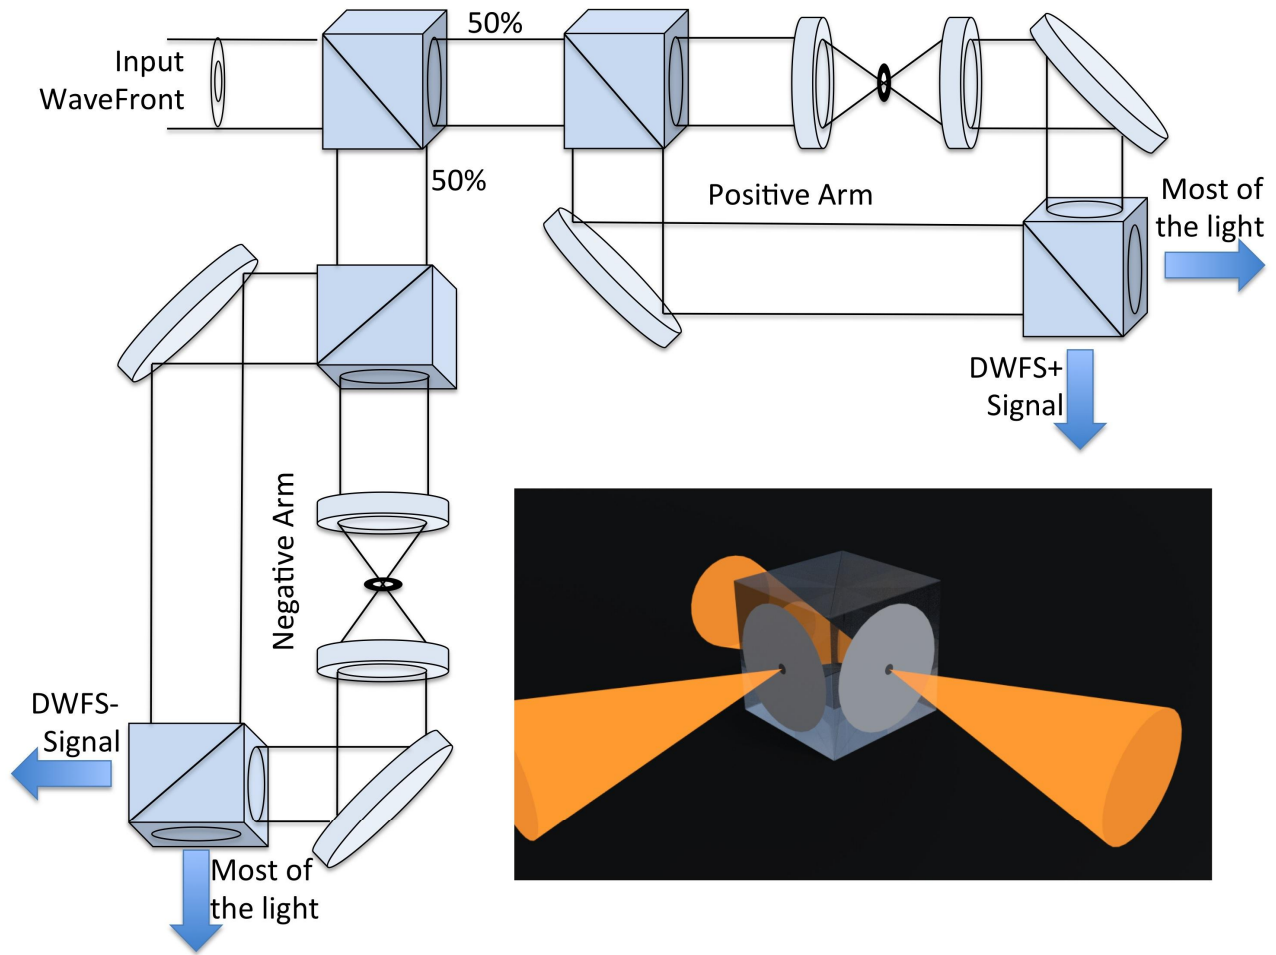 50%
Input
WaveFront
50%
Positive Arm
Most of
the light
DWFS+
Signal
Negative Arm
DWFS-
Signal
Most of
the light